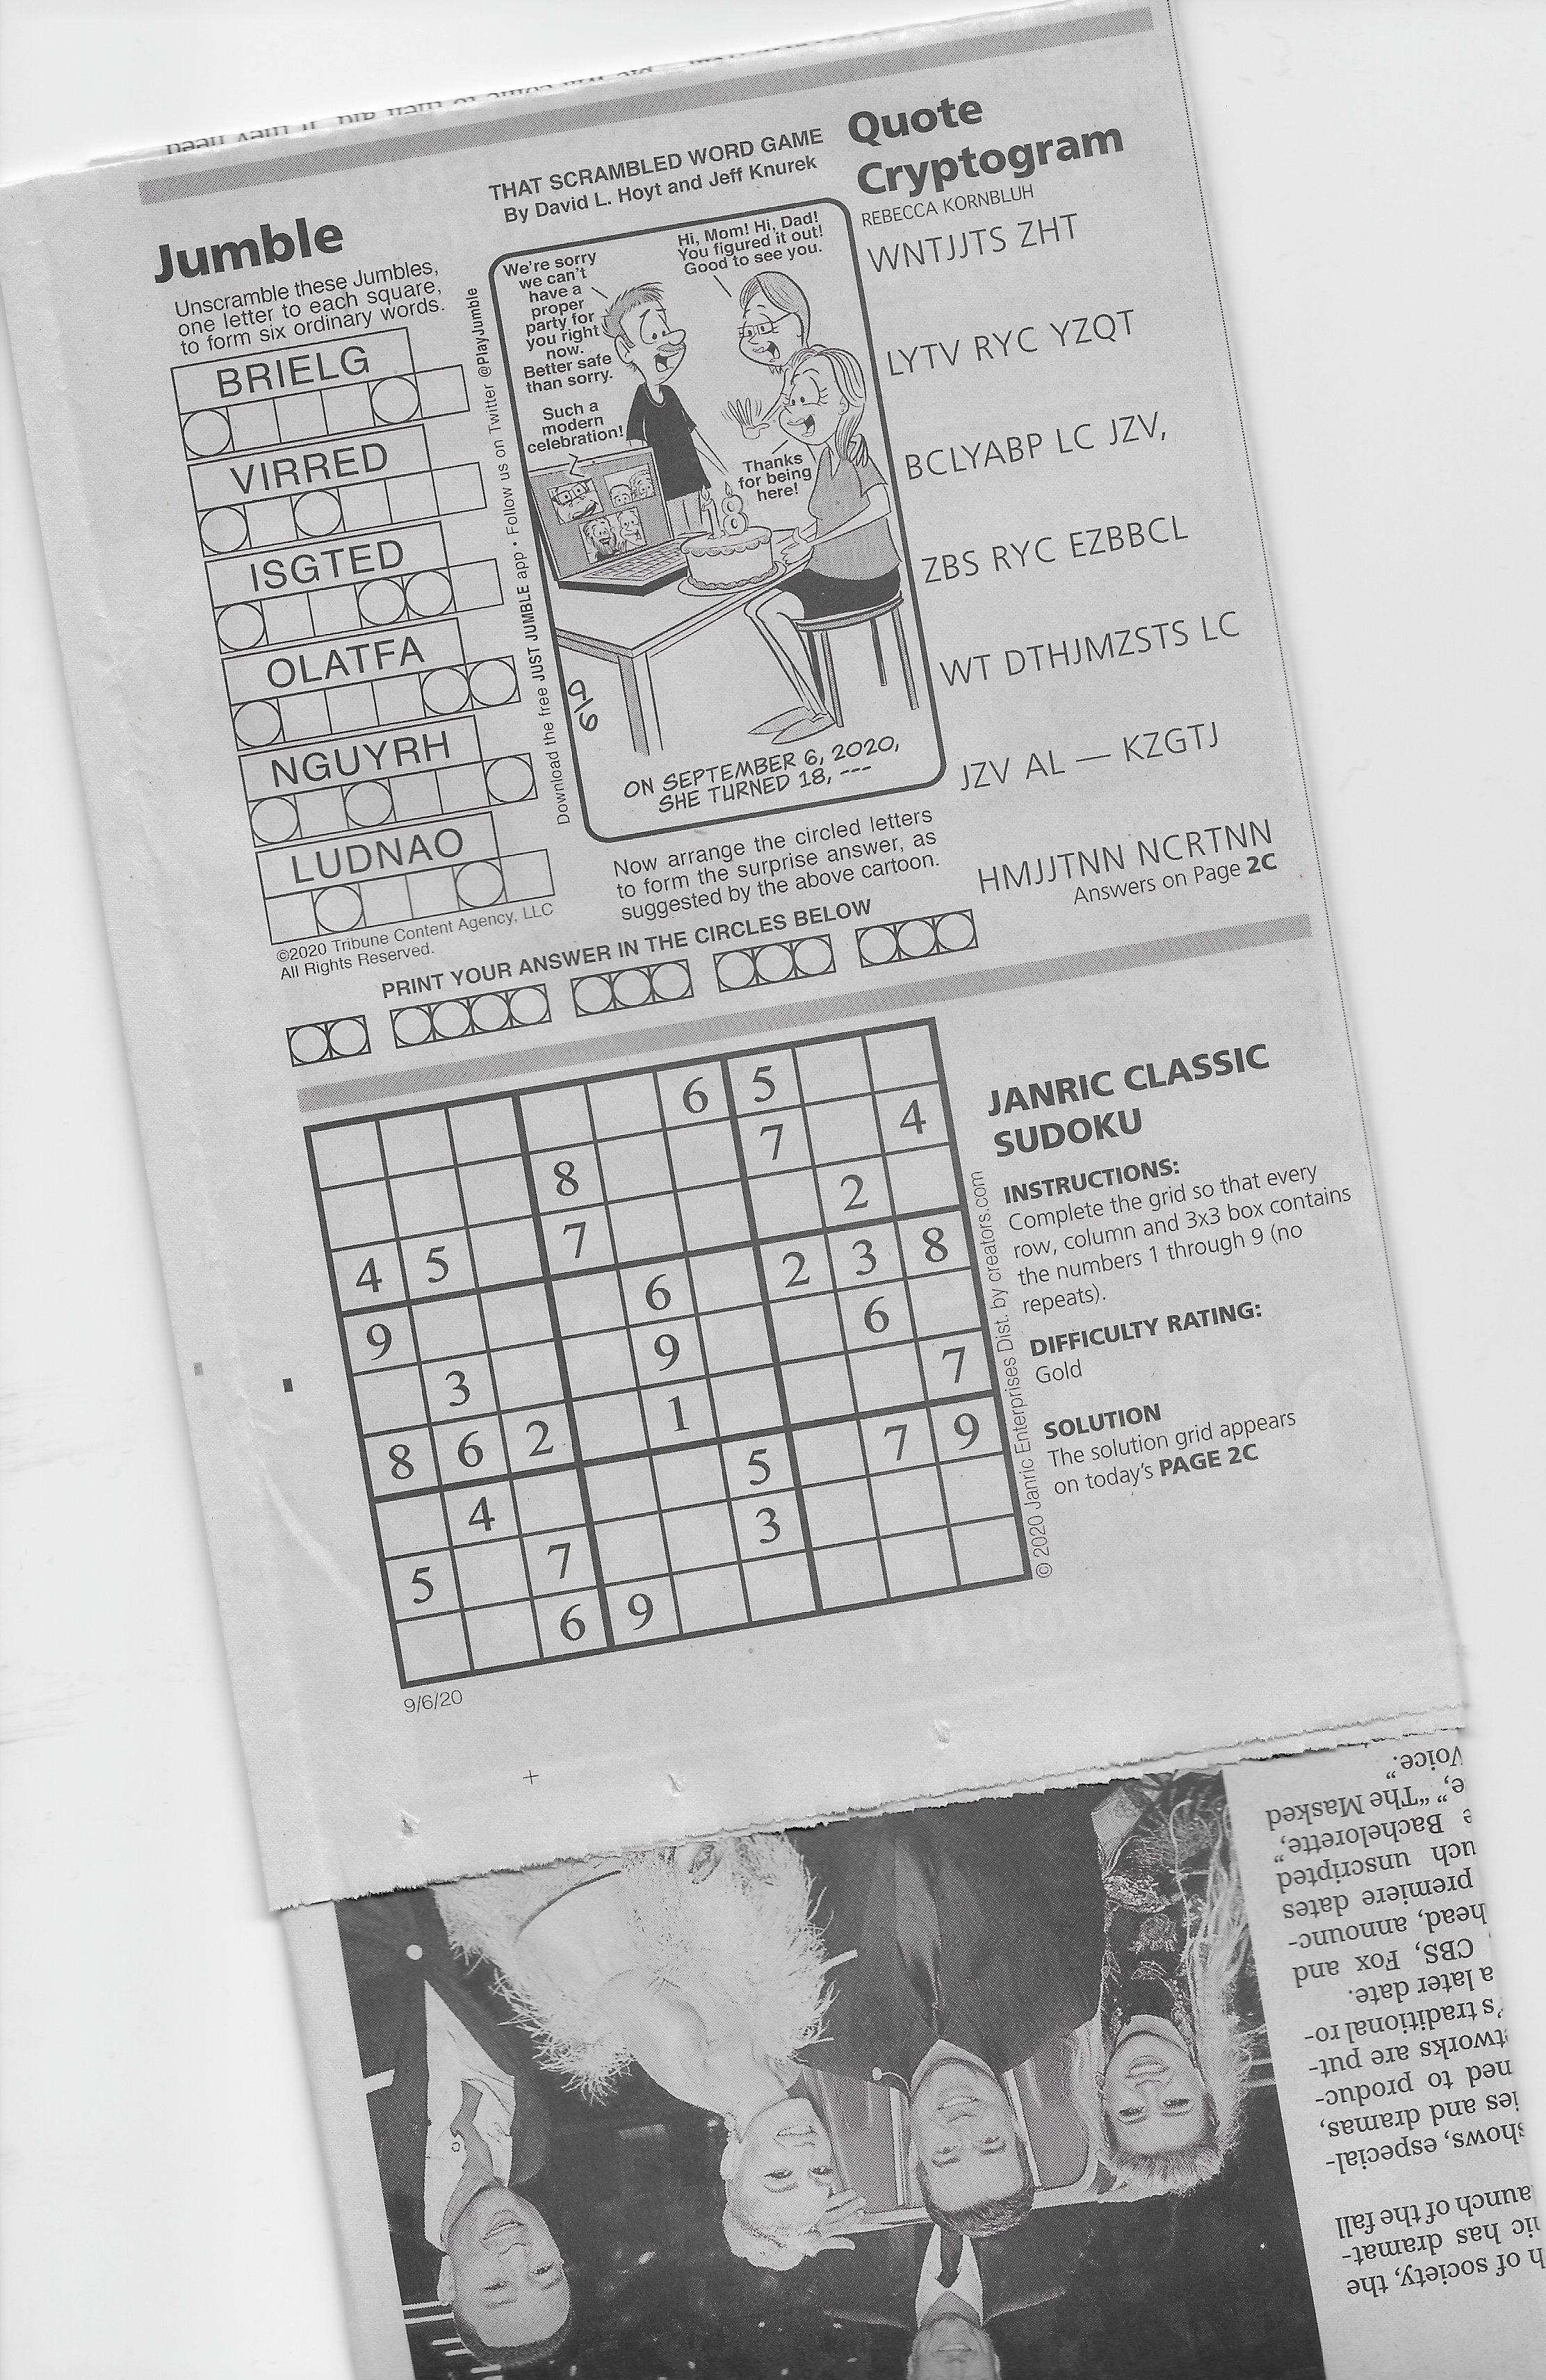 Jumble
THAT SCRAMBLED WORD GAME
By David L. Hoyt and Jeff Knurek
Unscramble these Jumbles,
one letter to each square,
to form six ordinary words.
BRIELG
VIRRED
ISGTED
OLATFA
NGUYRH
LUDNAO
©2020 Tribune Content Agency, LLC
All Rights Reserved.
Download the free JUST JUMBLE app • Follow us on Twitter @PlayJumble
We're sorry
we can't
have a
proper
party for
you right
now.
Better safe
than sorry.
Such a
modern
celebration!
Hi, Mom! Hi, Dad!
You figured it out!
Good to see you.
Thanks
for being
here!
18
9/6
ON SEPTEMBER 6, 2020,
SHE TURNED 18, ---
Now arrange the circled letters
to form the surprise answer, as
suggested by the above cartoon.
PRINT YOUR ANSWER IN THE CIRCLES BELOW
Quote
Cryptogram
REBECCA KORNBLUH
WNTJJTS ZHT
LYTV RYC YZQT
BCLYABP LC JZV,
ZBS RYC EZBBCL
WT DTHJMZSTS LC
JZV AL — KZGTJ
HMJJTNN NCRTNN
Answers on Page 2C
6 5
8 7 4
4 5 7 2
9 6 2 3 8
3 9 6
8 6 2 1 7
4 5 7 9
5 7 3
6 9
9/6/20
© 2020 Janric Enterprises Dist. by creators.com
JANRIC CLASSIC
SUDOKU
INSTRUCTIONS:
Complete the grid so that every
row, column and 3x3 box contains
the numbers 1 through 9 (no
repeats).
DIFFICULTY RATING:
Gold
SOLUTION
The solution grid appears
on today's PAGE 2C
h of society, the
ic has dramat-
aunch of the fall
shows, especial-
ies and dramas,
ned to produc-
tworks are put-
's traditional ro-
a later date.
CBS, Fox and
head, announc-
premiere dates
uch unscripted
e Bachelorette,"
e," "The Masked
Voice."